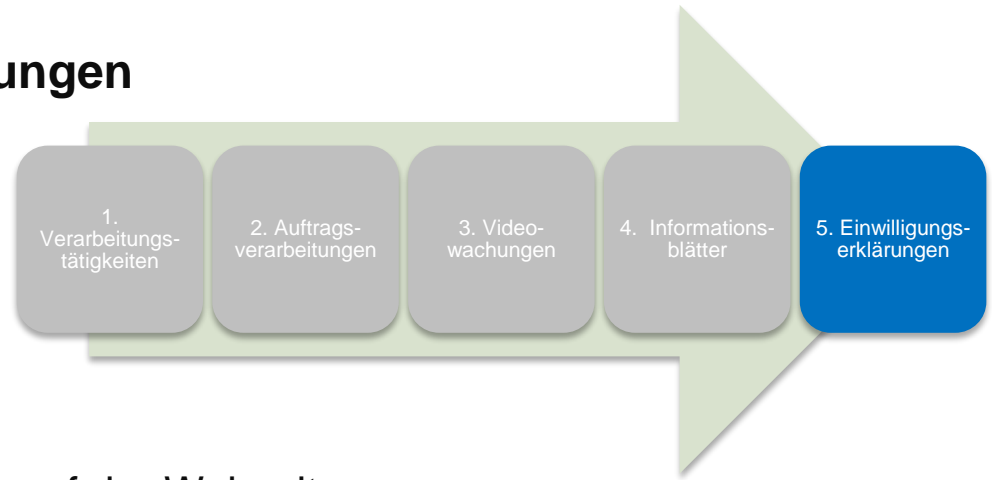 ungen
1.
Verarbeitungs-
tätigkeiten
2. Auftrags-
verarbeitungen
3. Video-
wachungen
4. Informations-
blätter
5. Einwilligungs-
erklärungen